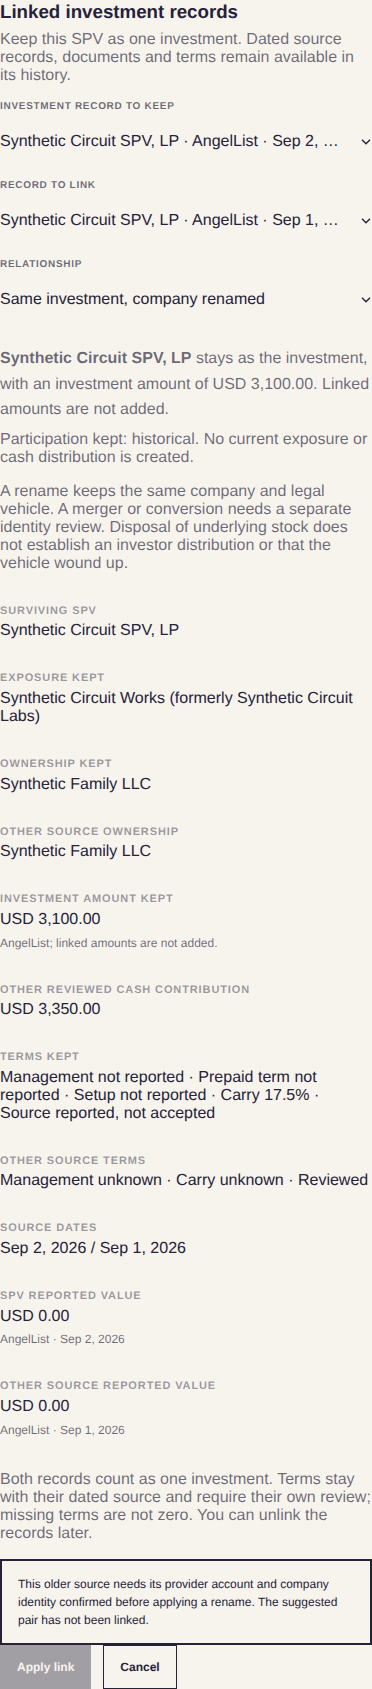 Linked investment records
Keep this SPV as one investment. Dated source
records, documents and terms remain available in
its history.
INVESTMENT RECORD TO KEEP
Synthetic Circuit SPV, LP · AngelList · Sep 2, …
RECORD TO LINK
Synthetic Circuit SPV, LP · AngelList · Sep 1, …
RELATIONSHIP
Same investment, company renamed
Synthetic Circuit SPV, LP stays as the investment,
with an investment amount of USD 3,100.00. Linked
amounts are not added.
Participation kept: historical. No current exposure or
cash distribution is created.
A rename keeps the same company and legal
vehicle. A merger or conversion needs a separate
identity review. Disposal of underlying stock does
not establish an investor distribution or that the
vehicle wound up.
SURVIVING SPV
Synthetic Circuit SPV, LP
EXPOSURE KEPT
Synthetic Circuit Works (formerly Synthetic Circuit
Labs)
OWNERSHIP KEPT
Synthetic Family LLC
OTHER SOURCE OWNERSHIP
Synthetic Family LLC
INVESTMENT AMOUNT KEPT
USD 3,100.00
AngelList; linked amounts are not added.
OTHER REVIEWED CASH CONTRIBUTION
USD 3,350.00
TERMS KEPT
Management not reported · Prepaid term not
reported · Setup not reported · Carry 17.5% ·
Source reported, not accepted
OTHER SOURCE TERMS
Management unknown · Carry unknown · Reviewed
SOURCE DATES
Sep 2, 2026 / Sep 1, 2026
SPV REPORTED VALUE
USD 0.00
AngelList · Sep 2, 2026
OTHER SOURCE REPORTED VALUE
USD 0.00
AngelList · Sep 1, 2026
Both records count as one investment. Terms stay
with their dated source and require their own review;
missing terms are not zero. You can unlink the
records later.
This older source needs its provider account and company
identity confirmed before applying a rename. The suggested
pair has not been linked.
Apply link
Cancel